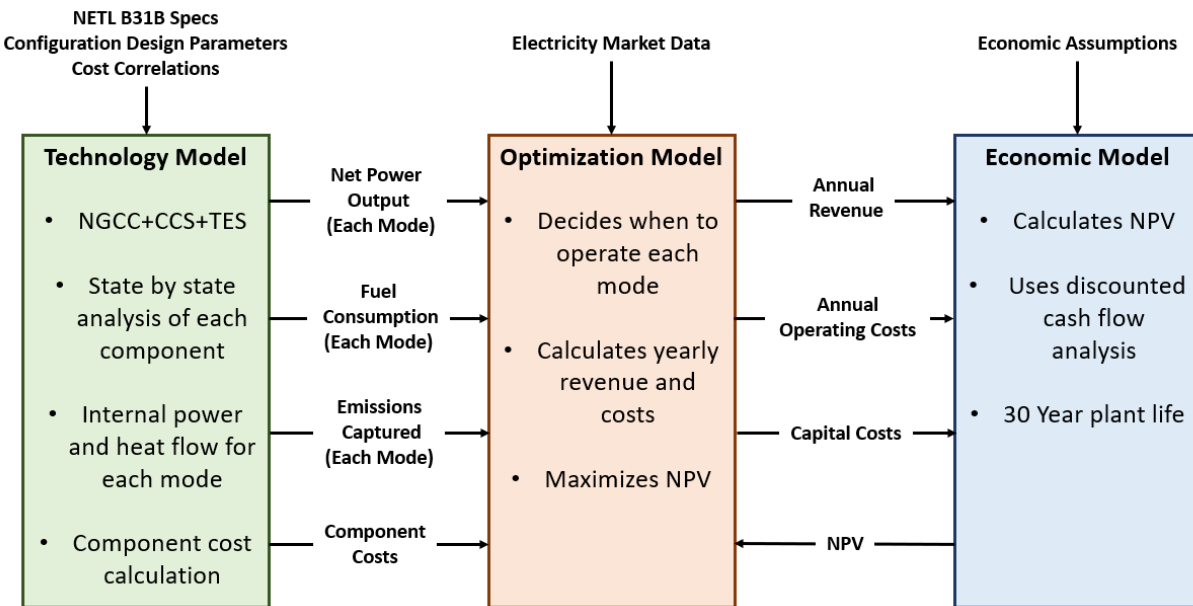 NETL B31B Specs
Configuration Design Parameters
Cost Correlations
Electricity Market Data
Economic Assumptions
Technology Model
• NGCC+CCS+TES
• State by state
analysis of each
component
• Internal power
and heat flow for
each mode
• Component cost
calculation
Net Power
Output
(Each Mode)
Fuel
Consumption
(Each Mode)
Emissions
Captured
(Each Mode)
Component
Costs
Optimization Model
• Decides when to
operate each
mode
• Calculates yearly
revenue and
costs
• Maximizes NPV
Annual
Revenue
Annual
Operating Costs
Capital Costs
NPV
Economic Model
• Calculates NPV
• Uses discounted
cash flow
analysis
• 30 Year plant life